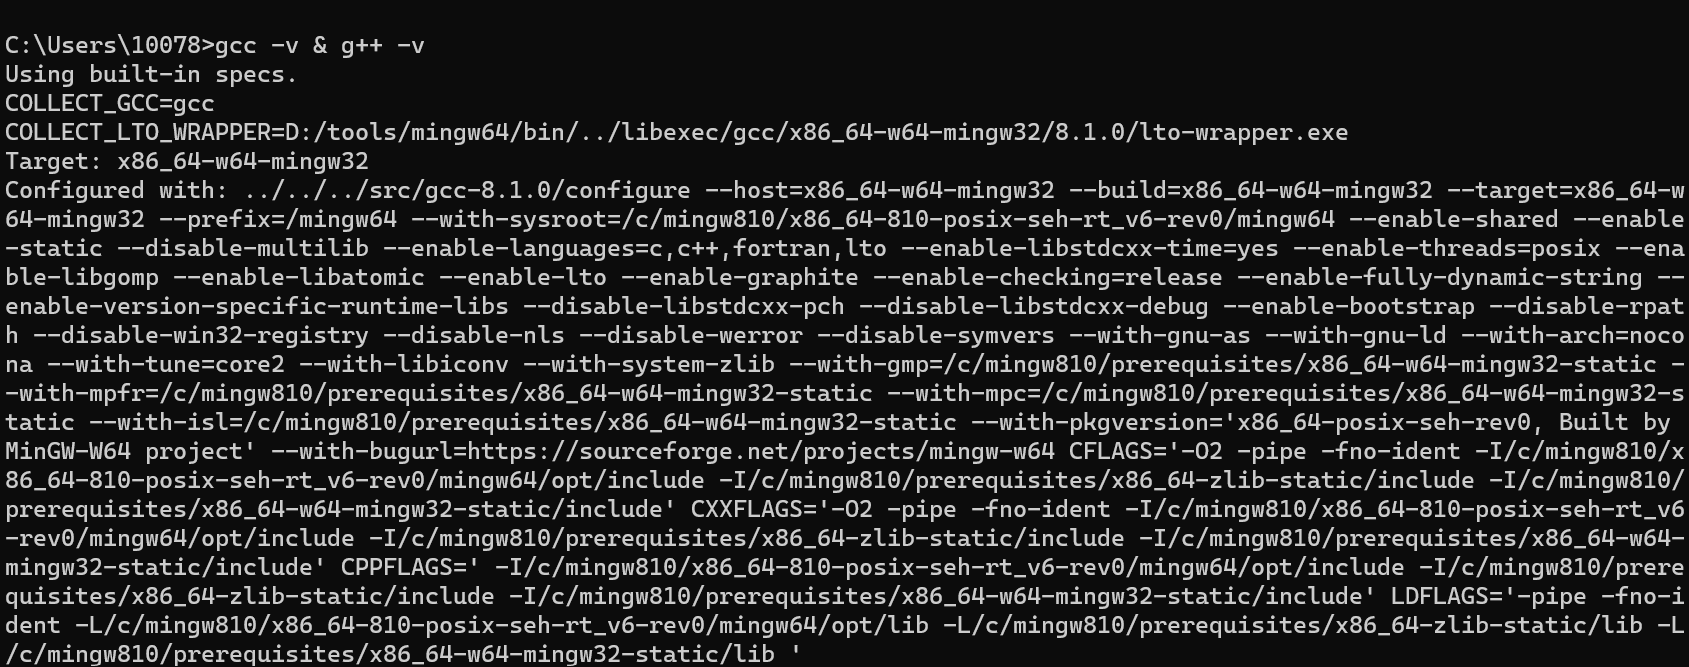 C:\Users\10078>gcc -v & g++ -v
Using built-in specs.
COLLECT_GCC=gcc
COLLECT_LTO_WRAPPER=D:/tools/mingw64/bin/../libexec/gcc/x86_64-w64-mingw32/8.1.0/lto-wrapper.exe
Target: x86_64-w64-mingw32
Configured with: ../../../src/gcc-8.1.0/configure --host=x86_64-w64-mingw32 --build=x86_64-w64-mingw32 --target=x86_64-w
64-mingw32 --prefix=/mingw64 --with-sysroot=/c/mingw810/x86_64-810-posix-seh-rt_v6-rev0/mingw64 --enable-shared --enable
-static --disable-multilib --enable-languages=c,c++,fortran,lto --enable-libstdcxx-time=yes --enable-threads=posix --ena
ble-libgomp --enable-libatomic --enable-lto --enable-graphite --enable-checking=release --enable-fully-dynamic-string --
enable-version-specific-runtime-libs --disable-libstdcxx-pch --disable-libstdcxx-debug --enable-bootstrap --disable-rpat
h --disable-win32-registry --disable-nls --disable-werror --disable-symvers --with-gnu-as --with-gnu-ld --with-arch=noco
na --with-tune=core2 --with-libiconv --with-system-zlib --with-gmp=/c/mingw810/prerequisites/x86_64-w64-mingw32-static -
-with-mpfr=/c/mingw810/prerequisites/x86_64-w64-mingw32-static --with-mpc=/c/mingw810/prerequisites/x86_64-w64-mingw32-s
tatic --with-isl=/c/mingw810/prerequisites/x86_64-w64-mingw32-static --with-pkgversion='x86_64-posix-seh-rev0, Built by
MinGW-W64 project' --with-bugurl=https://sourceforge.net/projects/mingw-w64 CFLAGS='-O2 -pipe -fno-ident -I/c/mingw810/x
86_64-810-posix-seh-rt_v6-rev0/mingw64/opt/include -I/c/mingw810/prerequisites/x86_64-zlib-static/include -I/c/mingw810/
prerequisites/x86_64-w64-mingw32-static/include' CXXFLAGS='-O2 -pipe -fno-ident -I/c/mingw810/x86_64-810-posix-seh-rt_v6
-rev0/mingw64/opt/include -I/c/mingw810/prerequisites/x86_64-zlib-static/include -I/c/mingw810/prerequisites/x86_64-w64-
mingw32-static/include' CPPFLAGS=' -I/c/mingw810/x86_64-810-posix-seh-rt_v6-rev0/mingw64/opt/include -I/c/mingw810/prere
quisites/x86_64-zlib-static/include -I/c/mingw810/prerequisites/x86_64-w64-mingw32-static/include' LDFLAGS='-pipe -fno-i
dent -L/c/mingw810/x86_64-810-posix-seh-rt_v6-rev0/mingw64/opt/lib -L/c/mingw810/prerequisites/x86_64-zlib-static/lib -L
/c/mingw810/prerequisites/x86_64-w64-mingw32-static/lib '